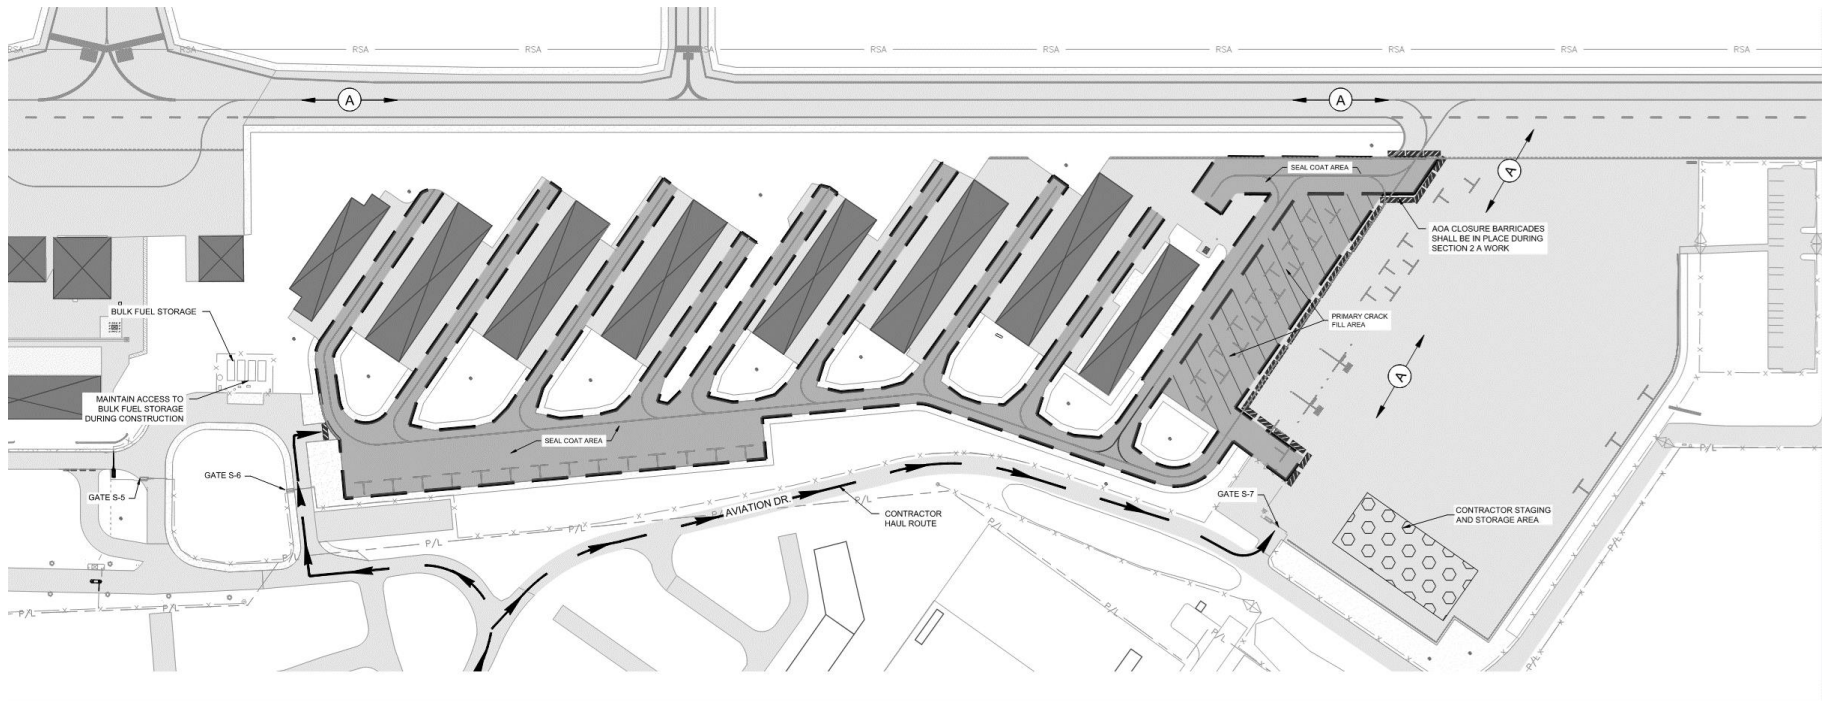 RSA
RSA
RSA
RSA
SA
RSA
RSA
RSA
RSA
RSA
RSA
A
A
SEAL COAT AREA
A
AOA CLOSURE BARRICADES
SHALL BE IN PLACE DURING
SECTION 2 A WORK
BULK FUEL STORAGE
PRIMARY CRACK
FILL AREA
A
MAINTAIN ACCESS TO
BULK FUEL STORAGE
DURING CONSTRUCTION
SEAL COAT AREA
P/L
GATE S-6
GATE S-5
GATE S-7
AVIATION DR.
P/L
P/L
P/L
CONTRACTOR
HAUL ROUTE
CONTRACTOR STAGING
AND STORAGE AREA
P/L
P/L
P/L
P/L
P/L
P/L
P/L
P/L